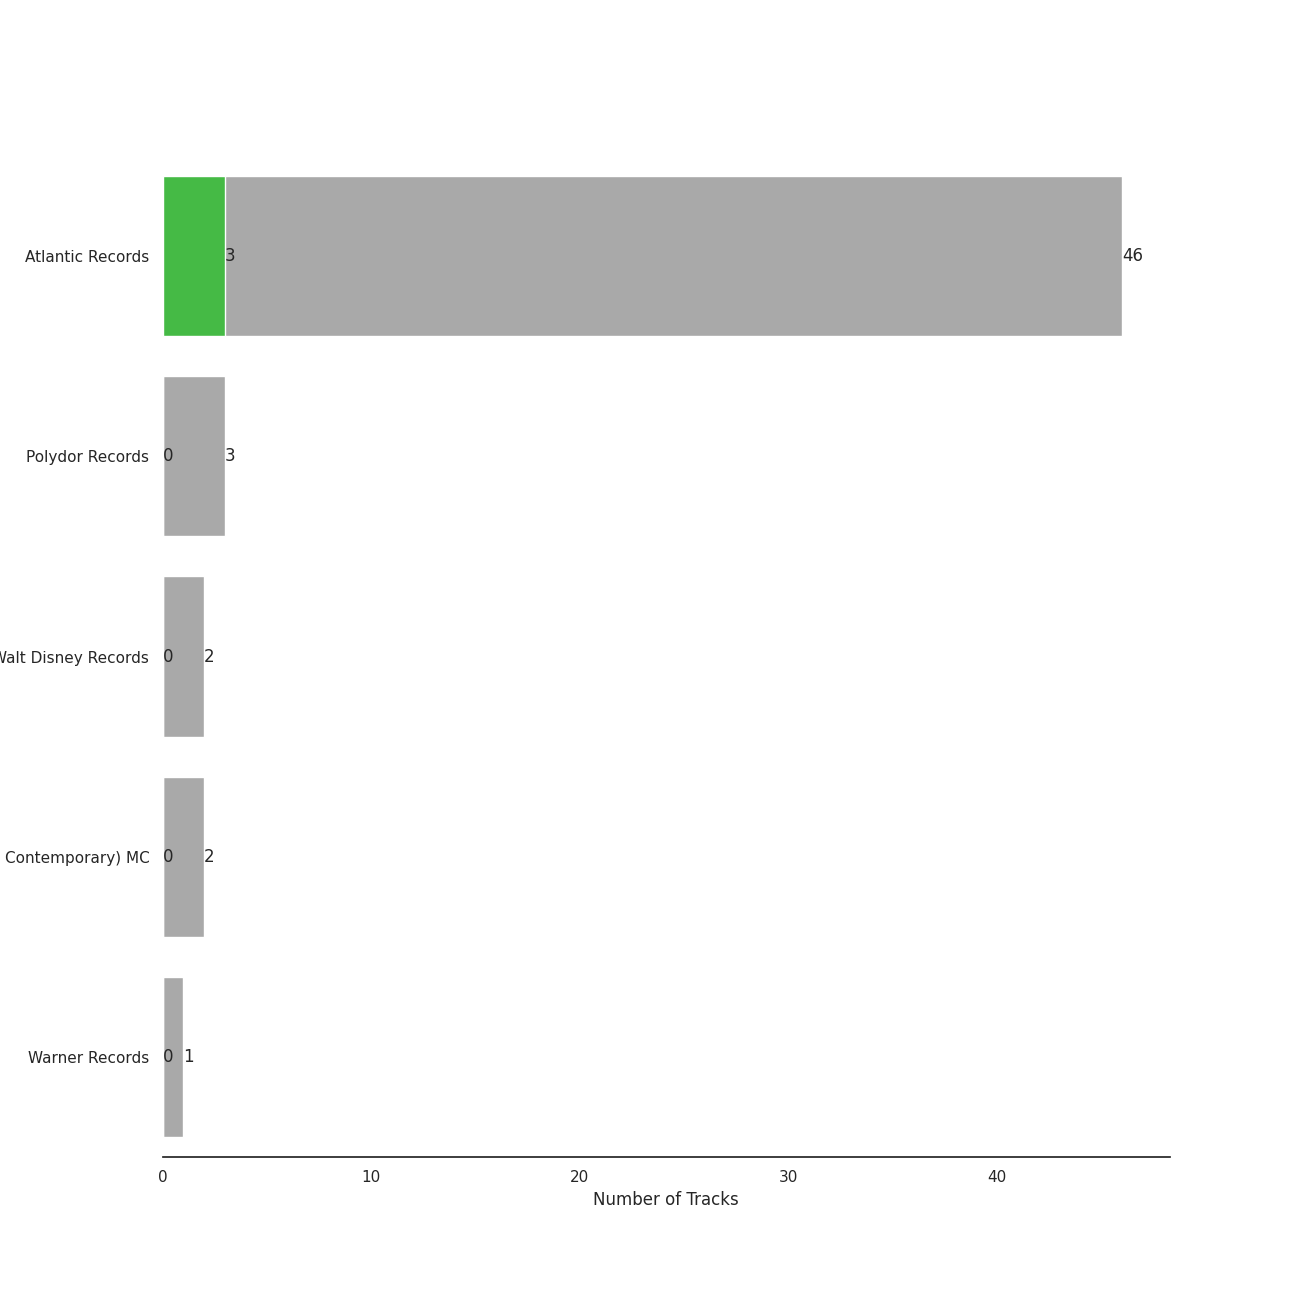 Atlantic Records 3 46
Polydor Records 0 3
Walt Disney Records 0 2
Contemporary) MC 0 2
Warner Records 0 1
0 10 20 30 40
Number of Tracks